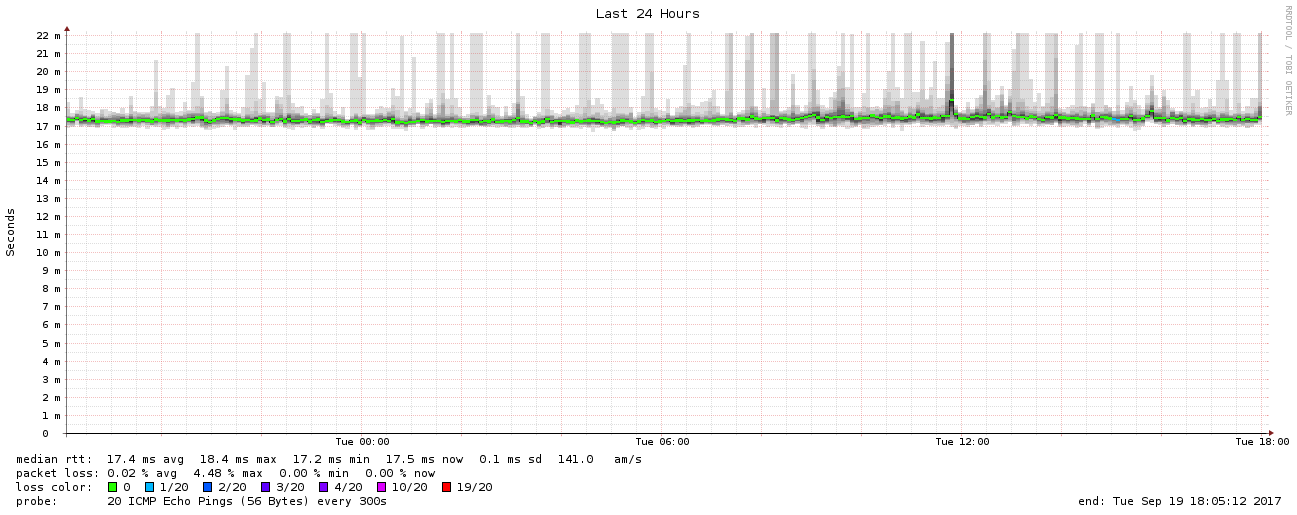 Last 24 Hours
RRDTOOL / TOBI OETIKER
Seconds
22 m
21 m
20 m
19 m
18 m
17 m
16 m
15 m
14 m
13 m
12 m
11 m
10 m
9 m
8 m
7 m
6 m
5 m
4 m
3 m
2 m
1 m
0
Tue 00:00 Tue 06:00 Tue 12:00 Tue 18:00
median rtt: 17.4 ms avg 18.4 ms max 17.2 ms min 17.5 ms now 0.1 ms sd 141.0 am/s
packet loss: 0.02 % avg 4.48 % max 0.00 % min 0.00 % now
loss color: 0 1/20 2/20 3/20 4/20 10/20 19/20
probe: 20 ICMP Echo Pings (56 Bytes) every 300s end: Tue Sep 19 18:05:12 2017